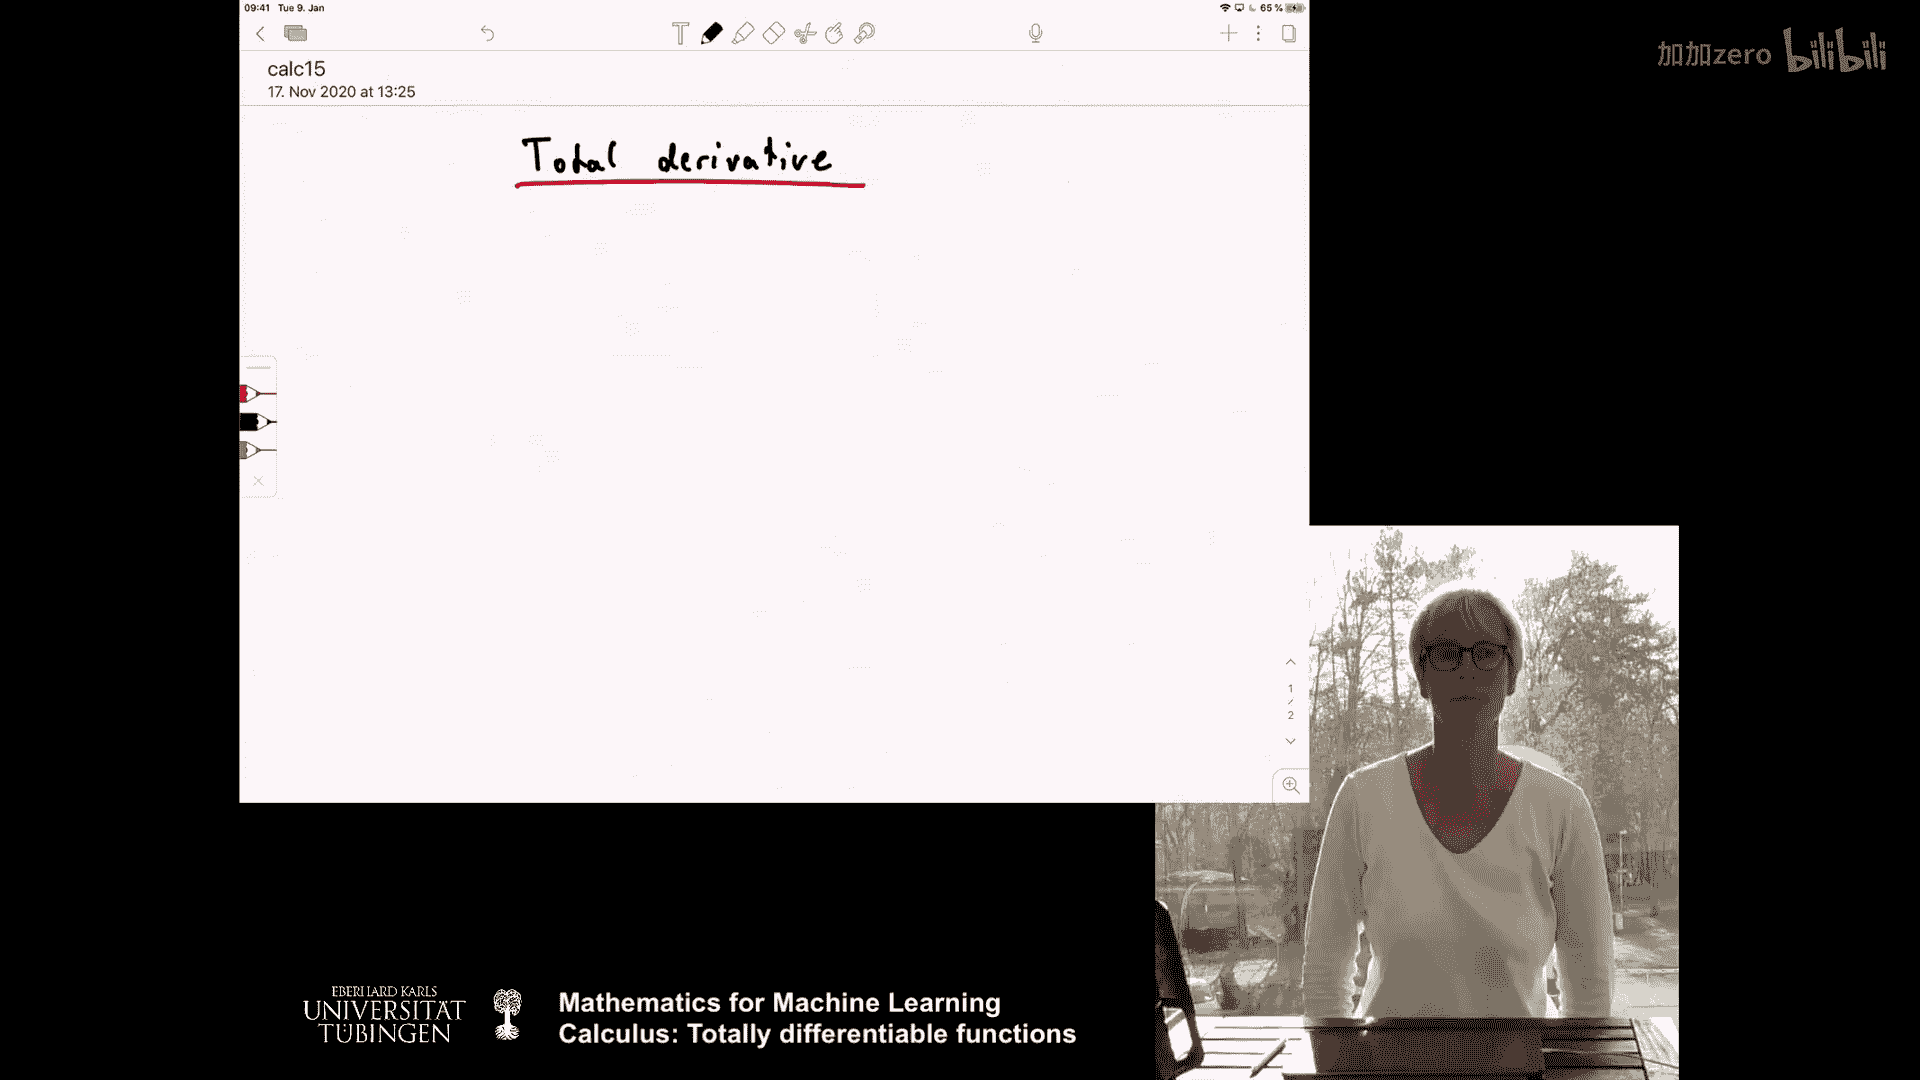 09:41 Tue 9. Jan 65 %
加加zero bilibili
calc15
17. Nov 2020 at 13:25
Total derivative
1
2
EBERHARD KARLS
UNIVERSITÄT
TÜBINGEN
Mathematics for Machine Learning
Calculus: Totally differentiable functions